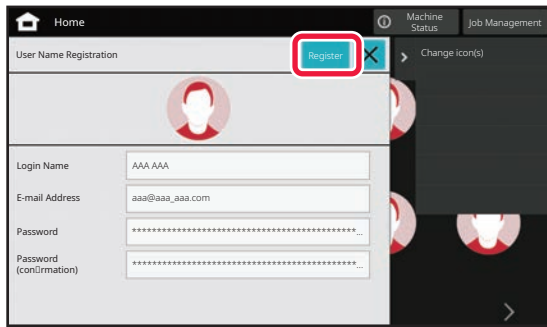 Home
Machine
Status
Job Management
User Name Registration
Register
Change icon(s)
Login Name
AAA AAA
E-mail Address
aaa@aaa_aaa.com
Password
**********************************************...
Password
(con▯rmation)
**********************************************...